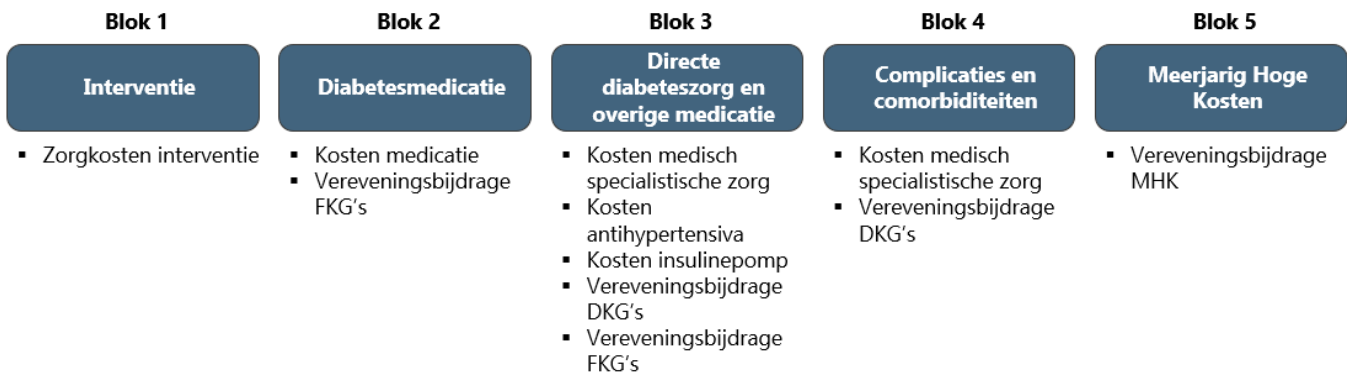 Blok 1
Interventie
▪ Zorgkosten interventie
Blok 2
Diabetesmedicatie
▪ Kosten medicatie
▪ Vereveningsbijdrage
FKG's
Blok 3
Directe
diabeteszorg en
overige medicatie
▪ Kosten medisch
specialistische zorg
▪ Kosten
antihypertensiva
▪ Kosten insulinepomp
▪ Vereveningsbijdrage
DKG's
▪ Vereveningsbijdrage
FKG's
Blok 4
Complicaties en
comorbiditeiten
▪ Kosten medisch
specialistische zorg
▪ Vereveningsbijdrage
DKG's
Blok 5
Meerjarig Hoge
Kosten
▪ Vereveningsbijdrage
MHK